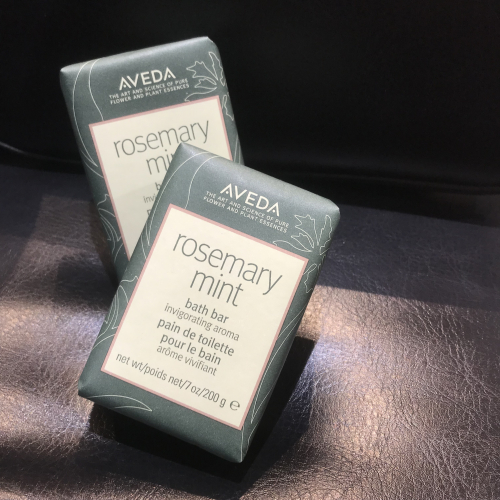 AVEDA
THE ART AND SCIENCE OF PURE
FLOWER AND PLANT ESSENCES
rosemary
AVEDA
THE ART AND SCIENCE OF PURE
FLOWER AND PLANT ESSENCES
rosemary
mint
bath bar
invigorating aroma
pain de toilette
pour le bain
arôme vivifiant
net wt/poids net/7 oz/200 g ℮